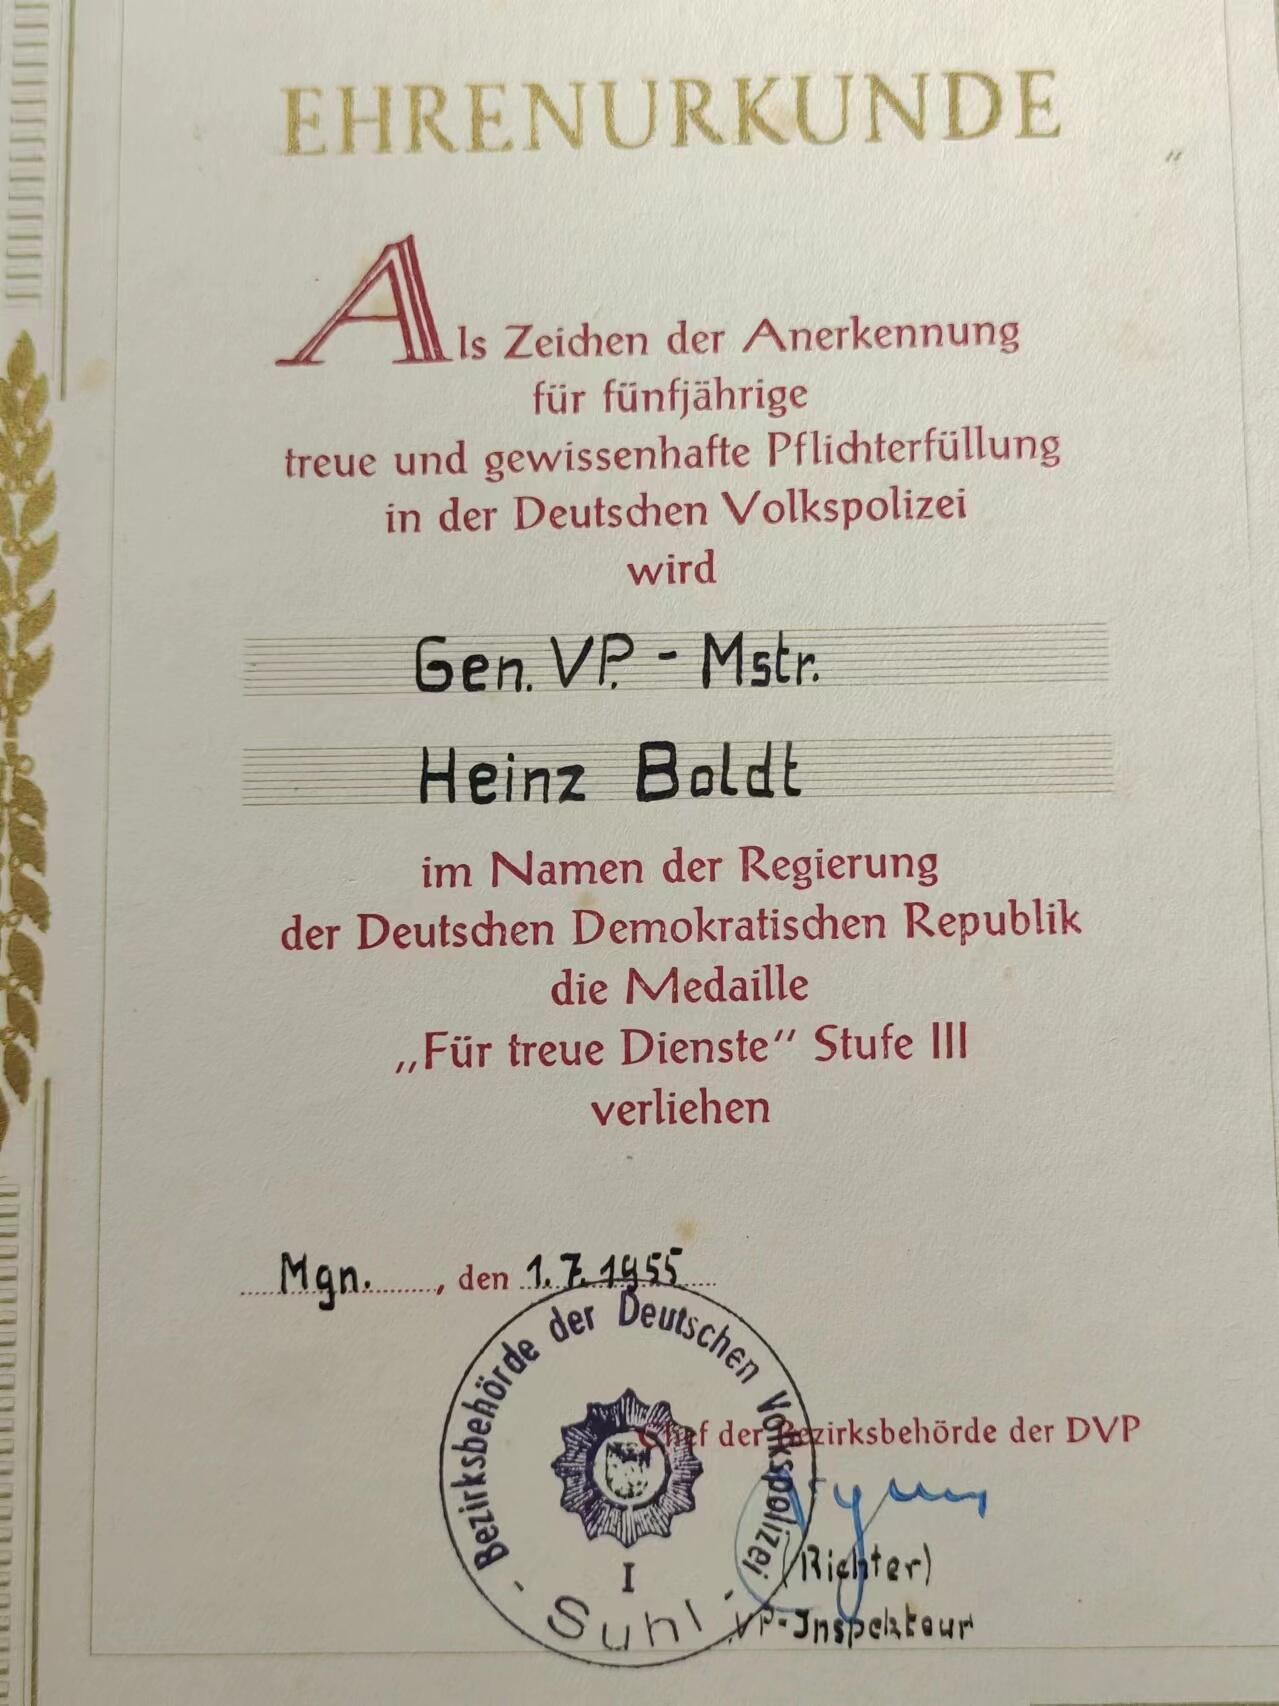 EHRENURKUNDE
Als Zeichen der Anerkennung
für fünfjährige
treue und gewissenhafte Pflichterfüllung
in der Deutschen Volkspolizei
wird
Gen. VP. - Mstr.
Heinz Boldt
im Namen der Regierung
der Deutschen Demokratischen Republik
die Medaille
„Für treue Dienste“ Stufe III
verliehen
Mgn. , den 1.7.1955
Bezirksbehörde der Deutschen Volkspolizei
Chef der Bezirksbehörde der DVP
(Richter)
I
VP-Inspekteur
- Suhl -